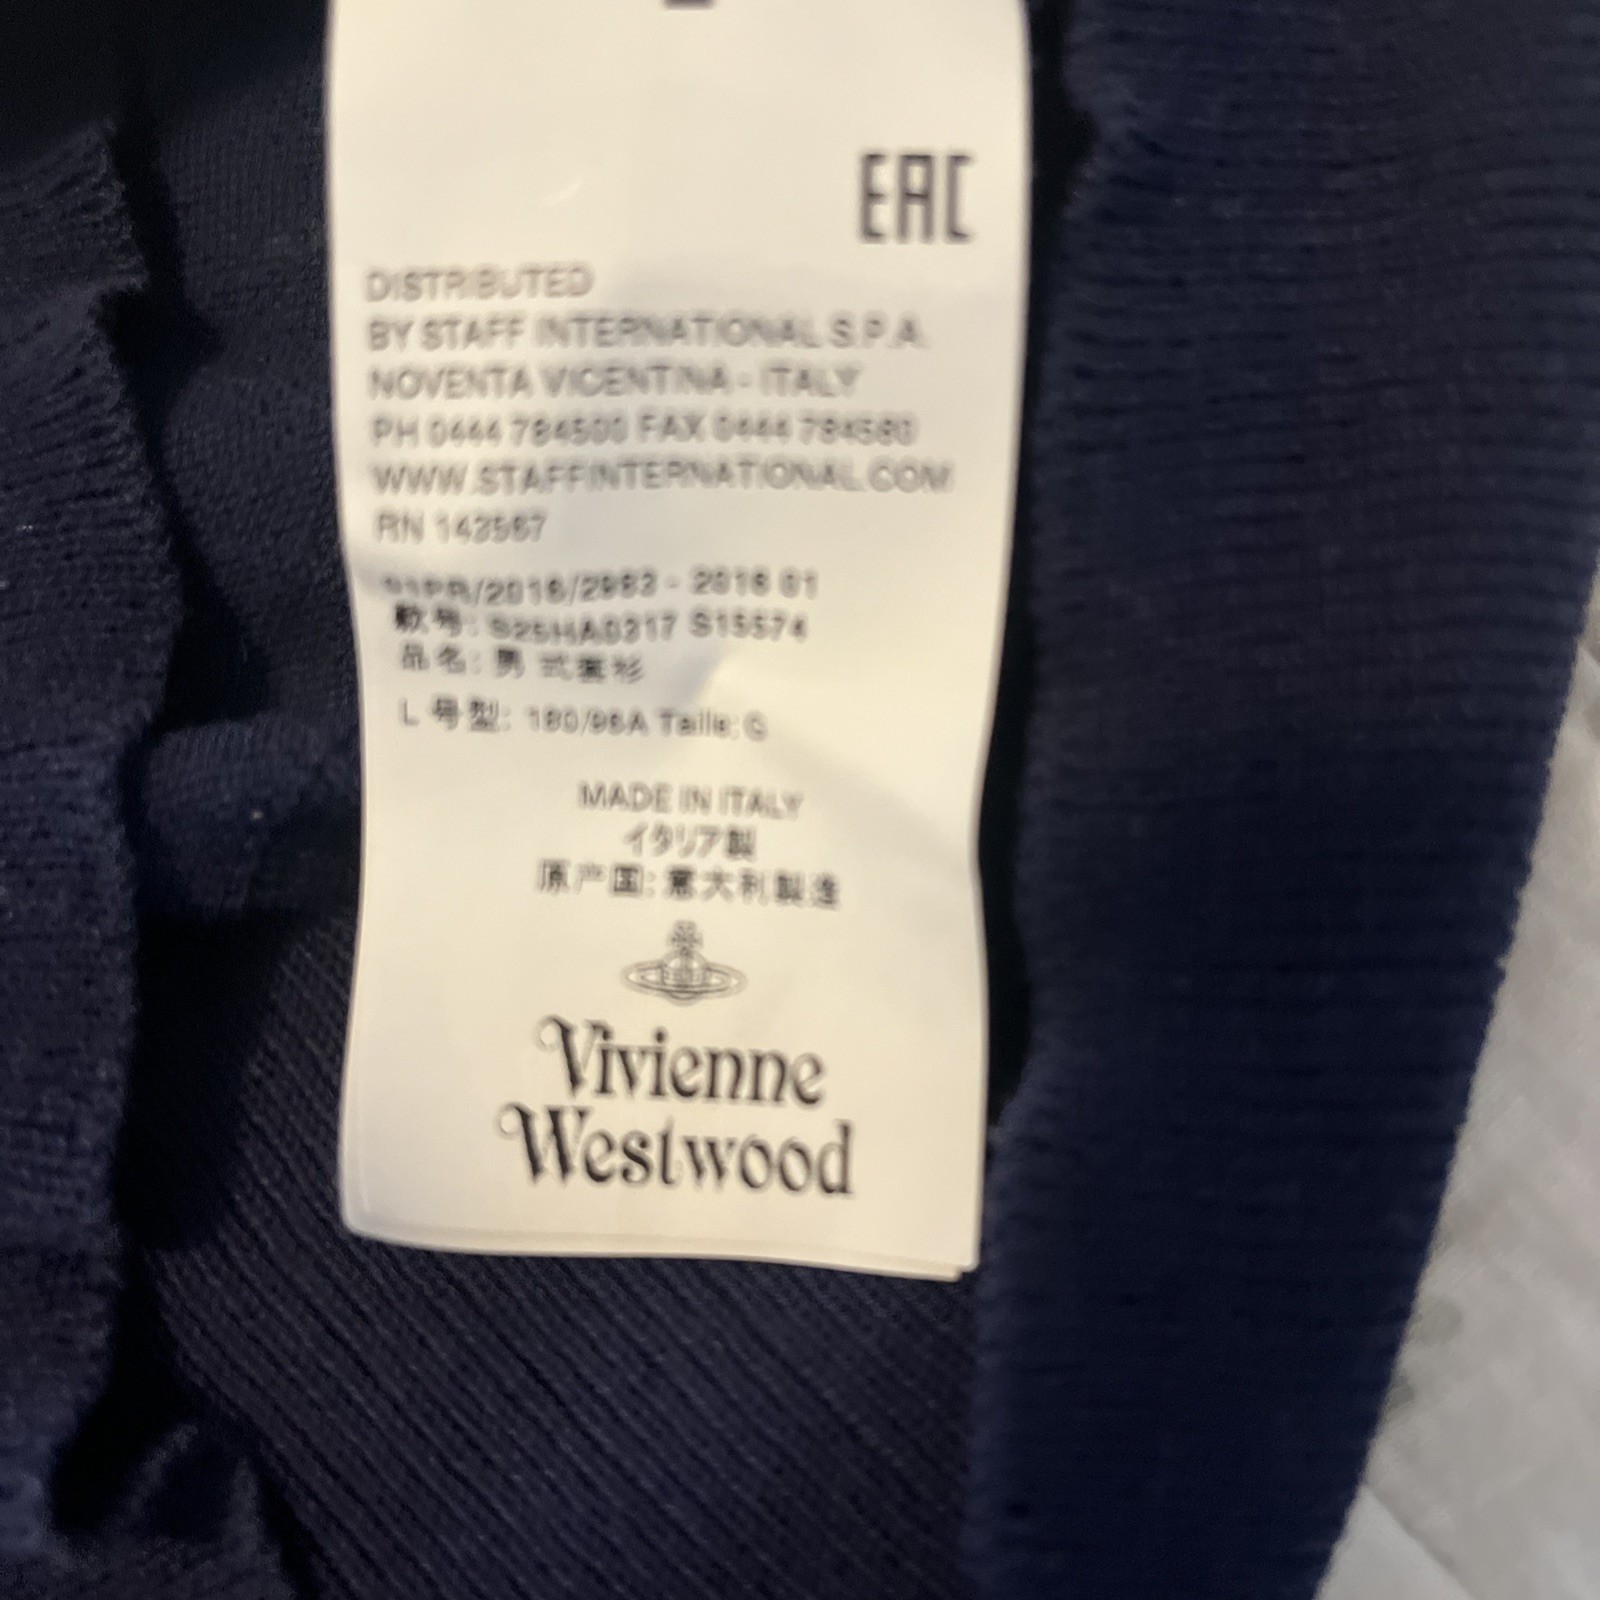 EAC
DISTRIBUTED
BY STAFF INTERNATIONAL S.P.A.
NOVENTA VICENTINA - ITALY
PH 0444 784500 FAX 0444 784580
WWW.STAFFINTERNATIONAL.COM
RN 142567
款号: S25HA0217 S15574
品名: 男 式套衫
L 号型: 180/96A Taille: G
MADE IN ITALY
イタリア製
原产国: 意大利製造
Vivienne
Westwood